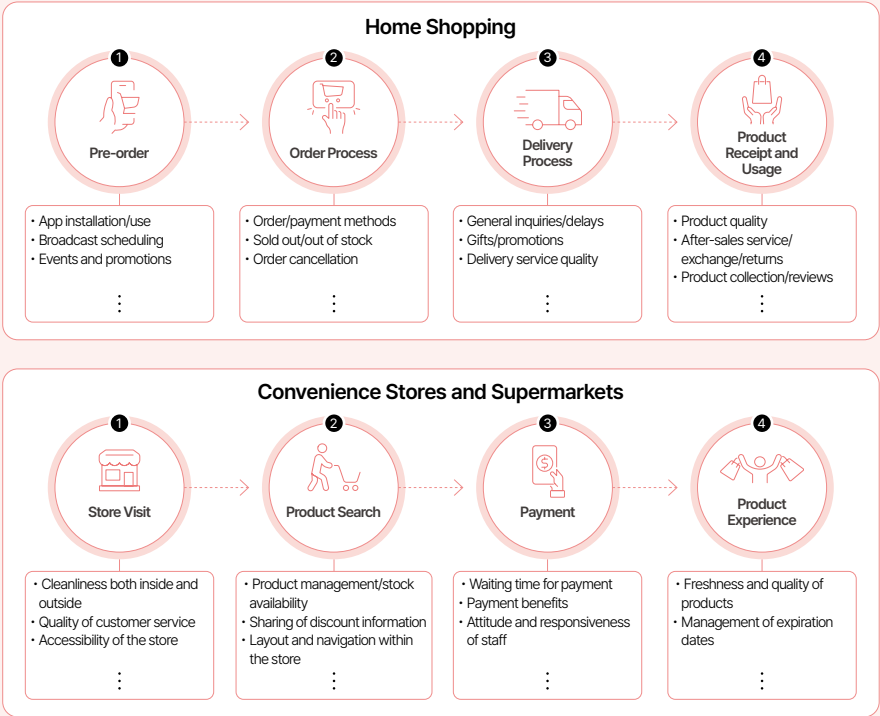 Home Shopping
1
Pre-order
• App installation/use
• Broadcast scheduling
• Events and promotions
⋮
2
Order Process
• Order/payment methods
• Sold out/out of stock
• Order cancellation
⋮
3
Delivery
Process
• General inquiries/delays
• Gifts/promotions
• Delivery service quality
⋮
4
Product
Receipt and
Usage
• Product quality
• After-sales service/
exchange/returns
• Product collection/reviews
⋮
Convenience Stores and Supermarkets
1
Store Visit
• Cleanliness both inside and
outside
• Quality of customer service
• Accessibility of the store
⋮
2
Product Search
• Product management/stock
availability
• Sharing of discount information
• Layout and navigation within
the store
⋮
3
$
Payment
• Waiting time for payment
• Payment benefits
• Attitude and responsiveness
of staff
⋮
4
Product
Experience
• Freshness and quality of
products
• Management of expiration
dates
⋮